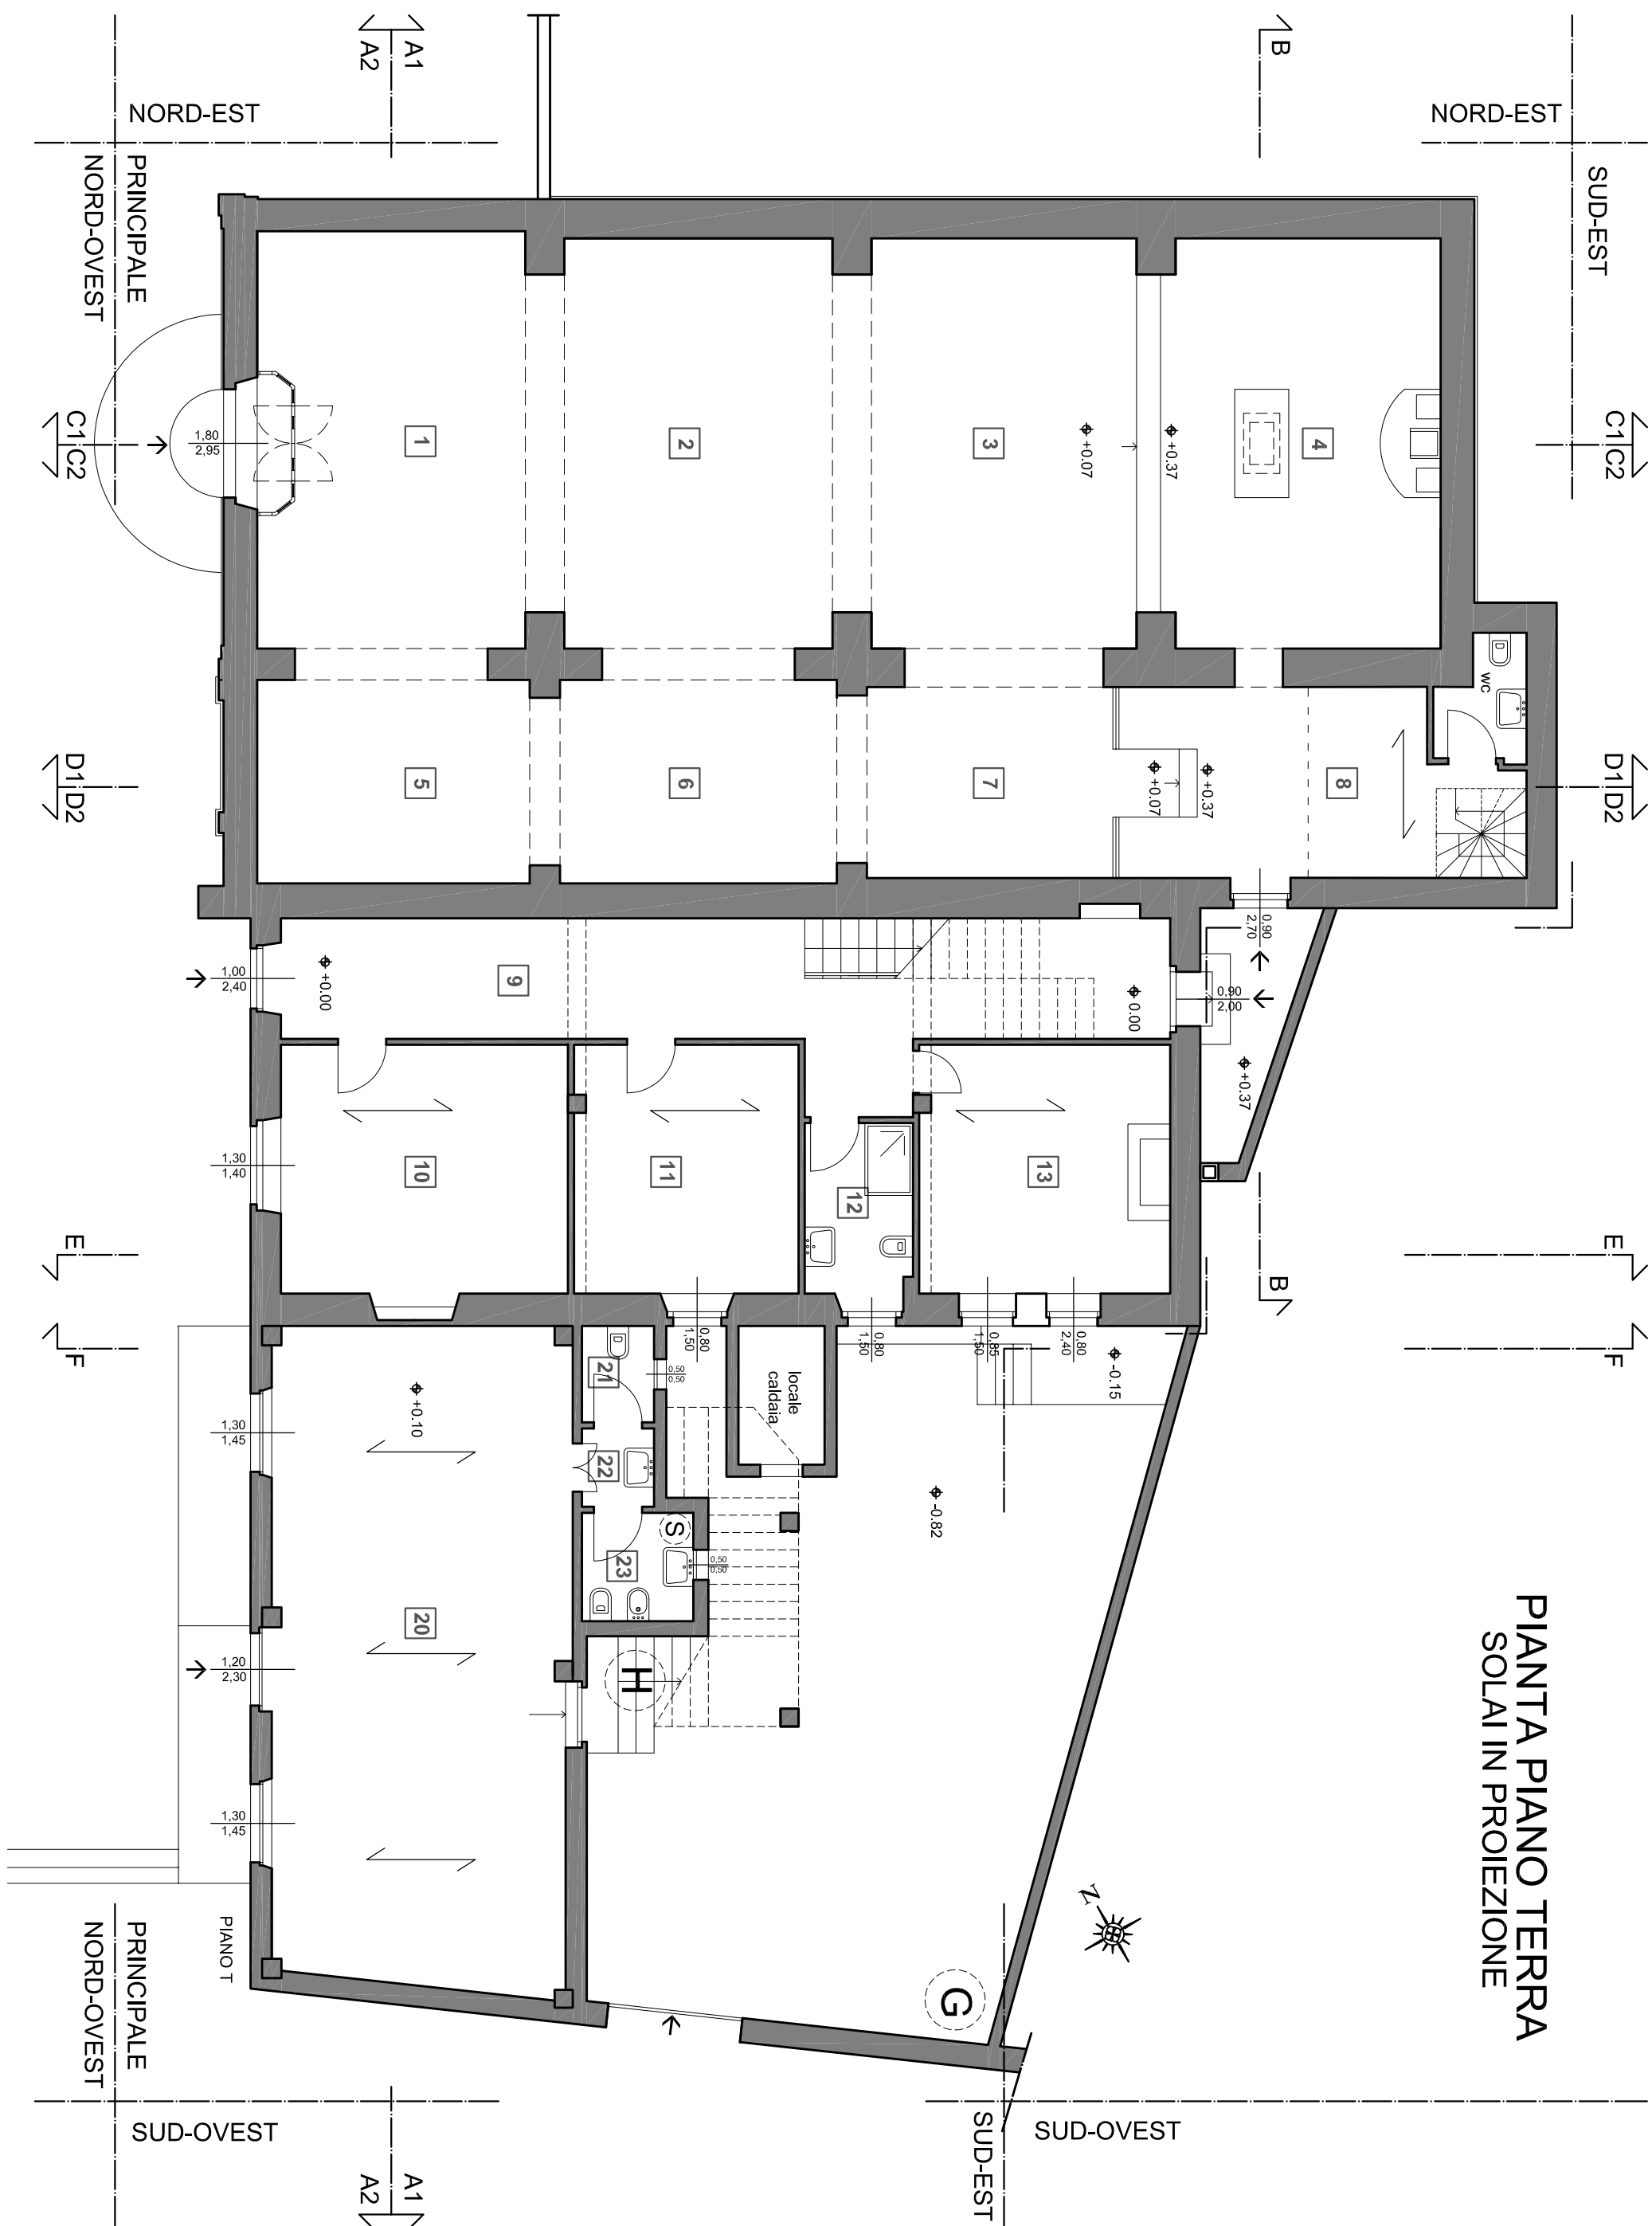 PIANTA PIANO TERRA
SOLAI IN PROIEZIONE
A1
A2
B
NORD-EST
NORD-EST
PRINCIPALE
NORD-OVEST
SUD-EST
C1 C2
C1 C2
1,80
2,95
1
2
3
+0.07
+0.37
4
wc
D1 D2
D1 D2
5
6
7
+0.07
+0.37
8
0,90
2,70
1,00
2,40
+0.00
9
0.00
0,90
2,00
+0.37
1,30
1,40
10
11
12
13
E
E
B
F
F
0,80
1,50
0,80
1,50
0,85
1,50
0,80
2,40
-0.15
locale
caldaia
21
0,50
0,50
+0.10
1,30
1,45
22
-0.82
S
23
0,50
0,50
20
H
1,20
2,30
1,30
1,45
N
PIANO T
G
PRINCIPALE
NORD-OVEST
SUD-OVEST
SUD-EST
SUD-OVEST
A1
A2